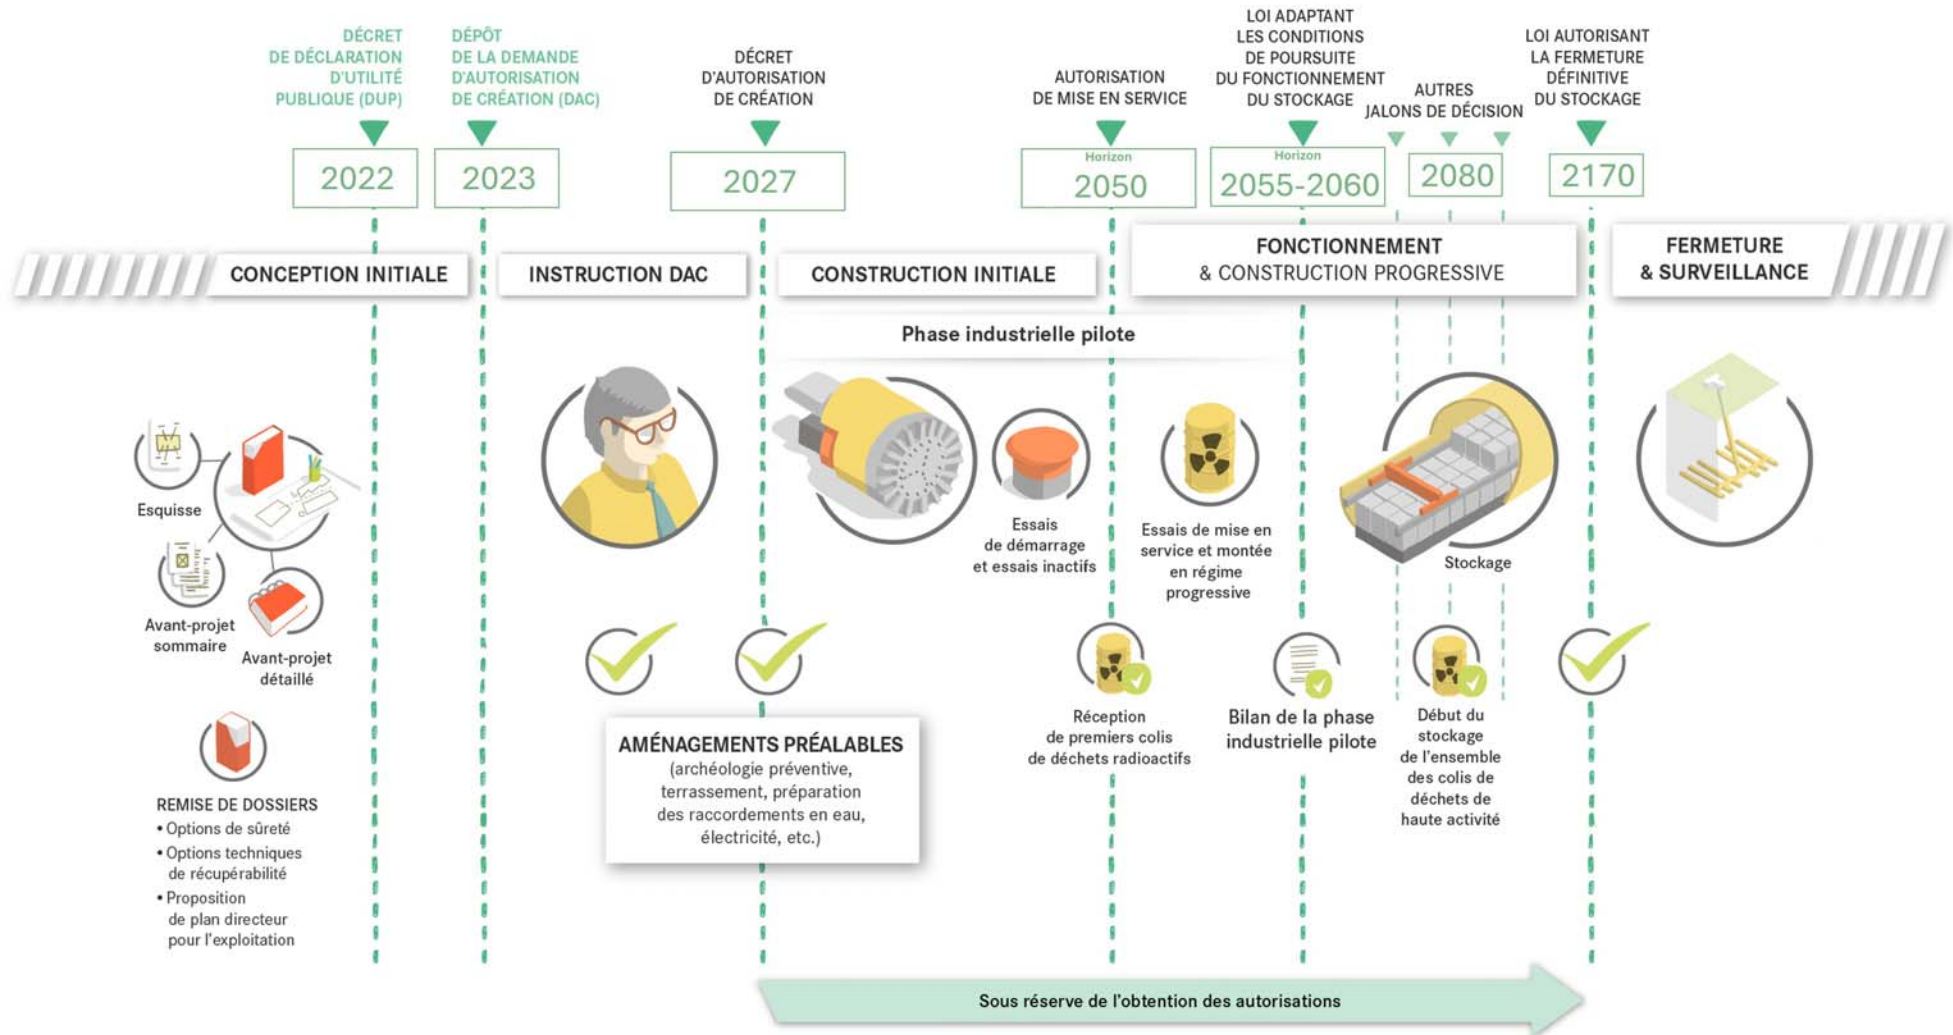 DÉCRET
DE DÉCLARATION
D'UTILITÉ
PUBLIQUE (DUP)
2022
DÉPÔT
DE LA DEMANDE
D'AUTORISATION
DE CRÉATION (DAC)
2023
DÉCRET
D'AUTORISATION
DE CRÉATION
2027
AUTORISATION
DE MISE EN SERVICE
Horizon
2050
LOI ADAPTANT
LES CONDITIONS
DE POURSUITE
DU FONCTIONNEMENT
DU STOCKAGE
Horizon
2055-2060
AUTRES
JALONS DE DÉCISION
2080
LOI AUTORISANT
LA FERMETURE
DÉFINITIVE
DU STOCKAGE
2170
CONCEPTION INITIALE
INSTRUCTION DAC
CONSTRUCTION INITIALE
FONCTIONNEMENT
& CONSTRUCTION PROGRESSIVE
FERMETURE
& SURVEILLANCE
Phase industrielle pilote
Esquisse
Avant-projet
sommaire
Avant-projet
détaillé
Essais
de démarrage
et essais inactifs
Essais de mise en
service et montée
en régime
progressive
Stockage
REMISE DE DOSSIERS
• Options de sûreté
• Options techniques
de récupérabilité
• Proposition
de plan directeur
pour l'exploitation
AMÉNAGEMENTS PRÉALABLES
(archéologie préventive,
terrassement, préparation
des raccordements en eau,
électricité, etc.)
Réception
de premiers colis
de déchets radioactifs
Bilan de la phase
industrielle pilote
Début du
stockage
de l'ensemble
des colis de
déchets de
haute activité
Sous réserve de l'obtention des autorisations